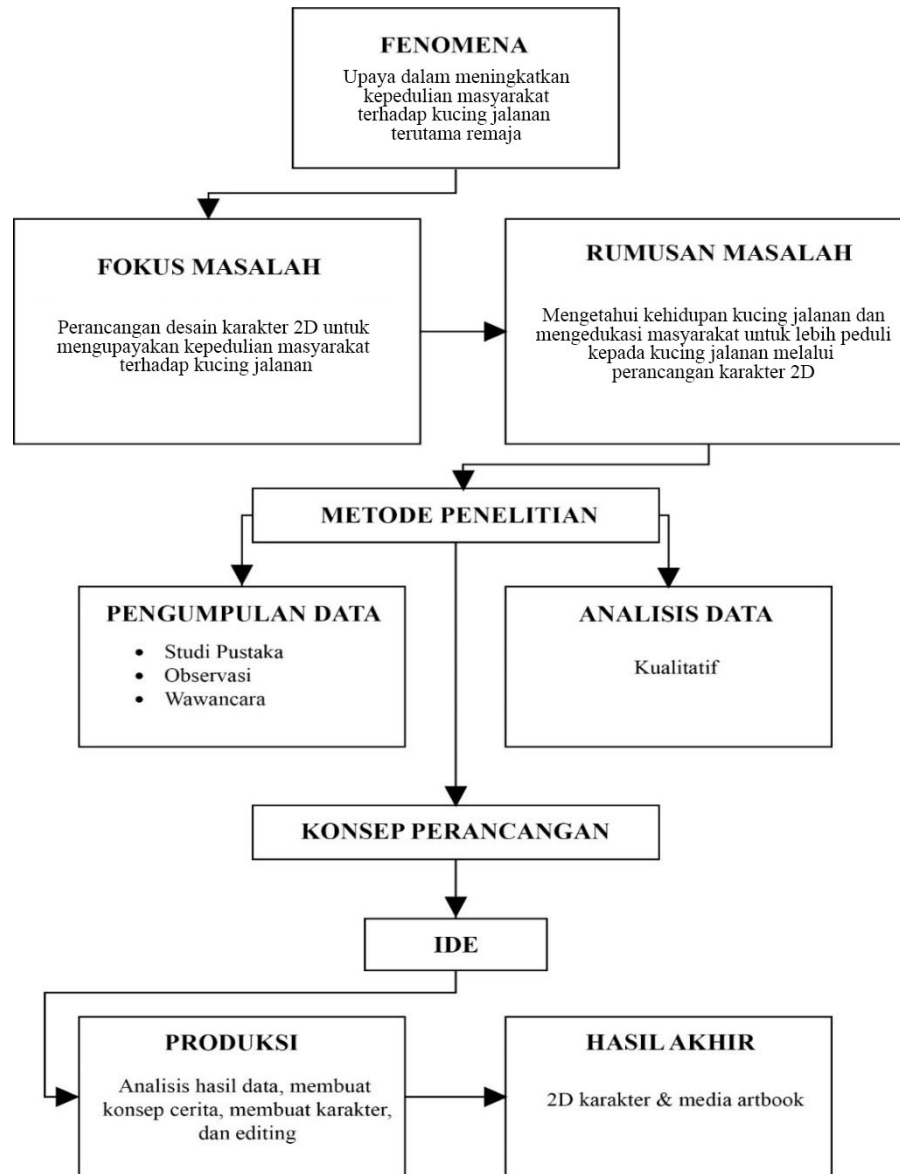 FENOMENA
Upaya dalam meningkatkan
kepedulian masyarakat
terhadap kucing jalanan
terutama remaja
FOKUS MASALAH
Perancangan desain karakter 2D untuk
mengupayakan kepedulian masyarakat
terhadap kucing jalanan
RUMUSAN MASALAH
Mengetahui kehidupan kucing jalanan dan
mengedukasi masyarakat untuk lebih peduli
kepada kucing jalanan melalui
perancangan karakter 2D
METODE PENELITIAN
PENGUMPULAN DATA
• Studi Pustaka
• Observasi
• Wawancara
ANALISIS DATA
Kualitatif
KONSEP PERANCANGAN
IDE
PRODUKSI
Analisis hasil data, membuat
konsep cerita, membuat karakter,
dan editing
HASIL AKHIR
2D karakter & media artbook